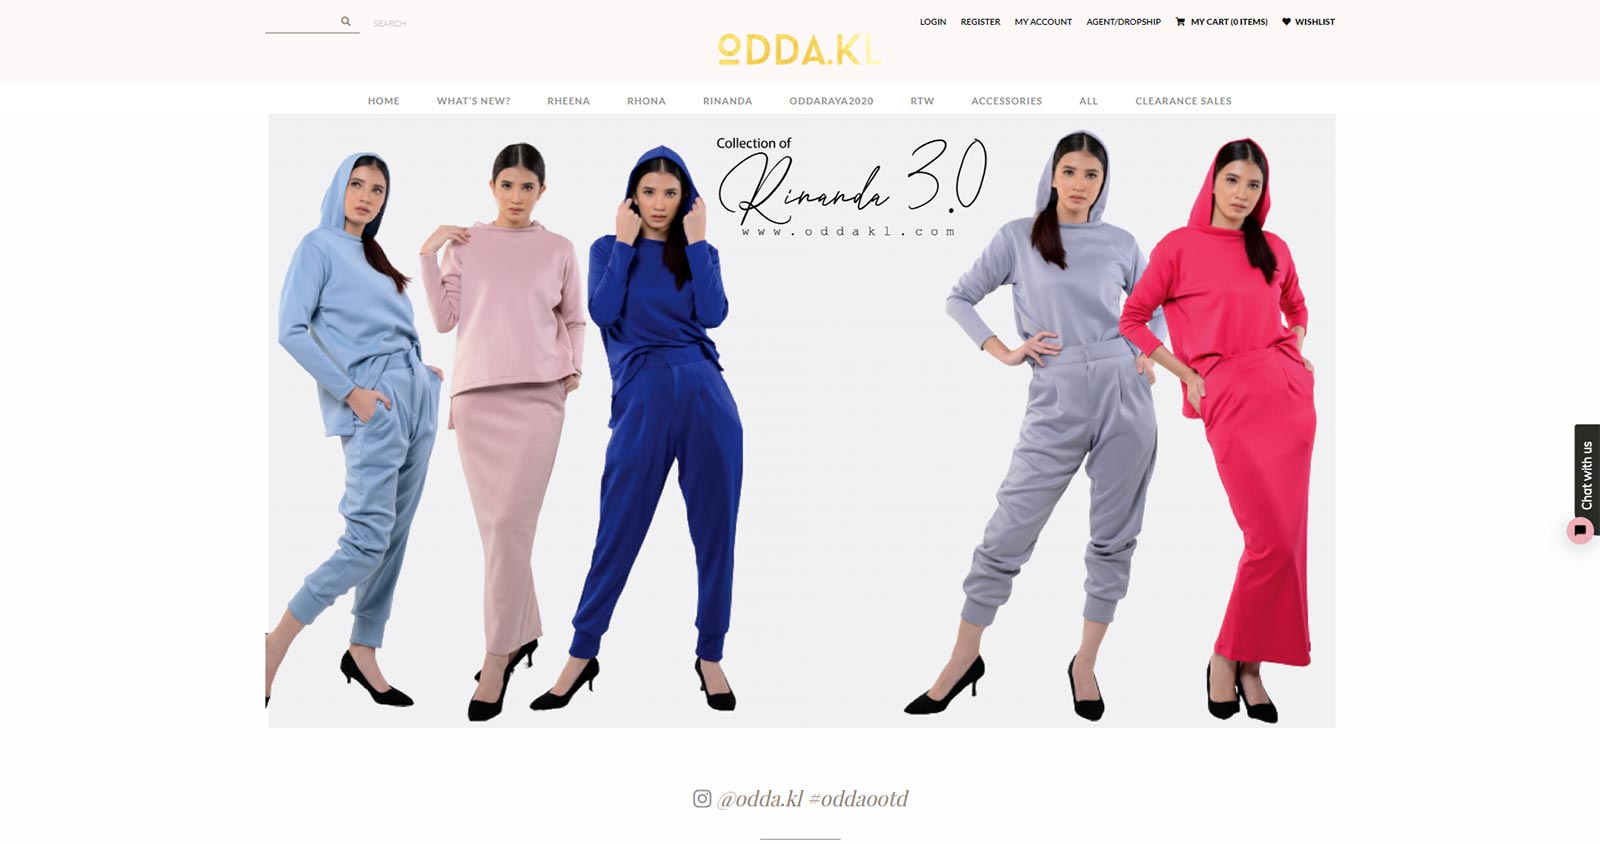 SEARCH
LOGIN REGISTER MY ACCOUNT AGENT/DROPSHIP MY CART (0 ITEMS) WISHLIST
ODDA.KL
HOME WHAT'S NEW? RHEENA RHONA RINANDA ODDARAYA2020 RTW ACCESSORIES ALL CLEARANCE SALES
Collection of
Rinanda 3.0
www.oddakl.com
Chat with us
@odda.kl #oddaootd